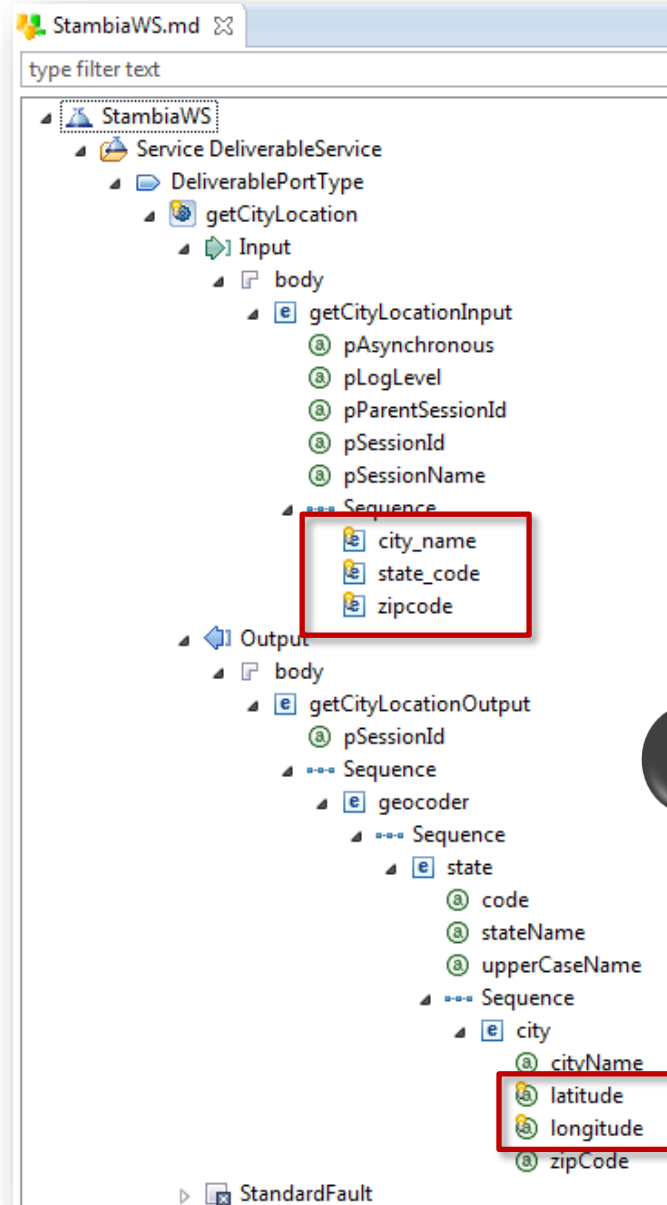 StambiaWS.md
type filter text
StambiaWS
Service DeliverableService
DeliverablePortType
getCityLocation
Input
body
getCityLocationInput
pAsynchronous
pLogLevel
pParentSessionId
pSessionId
pSessionName
Sequence
city_name
state_code
zipcode
Output
body
getCityLocationOutput
pSessionId
Sequence
geocoder
Sequence
state
code
stateName
upperCaseName
Sequence
city
cityName
latitude
longitude
zipCode
StandardFault